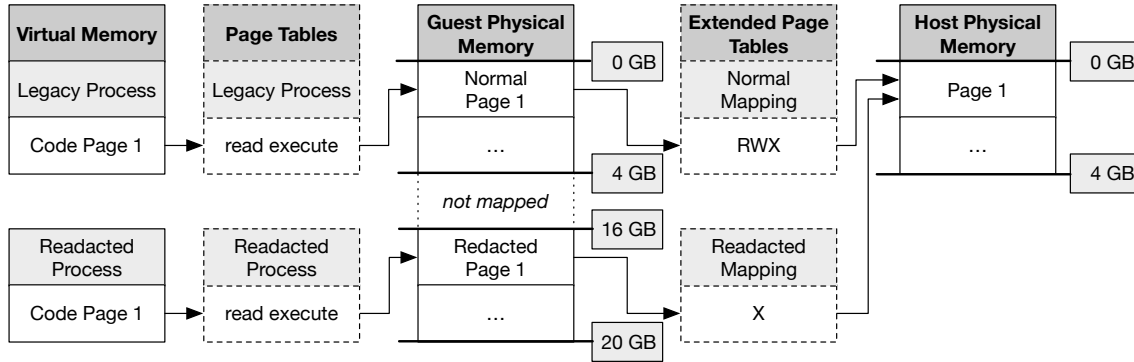 Virtual Memory
Legacy Process
Code Page 1
Readacted
Process
Code Page 1
Page Tables
Legacy Process
read execute
Readacted
Process
read execute
Guest Physical
Memory
0 GB
Normal
Page 1
...
4 GB
not mapped
16 GB
Redacted
Page 1
...
20 GB
Extended Page
Tables
Normal
Mapping
RWX
Readacted
Mapping
X
Host Physical
Memory
0 GB
Page 1
...
4 GB